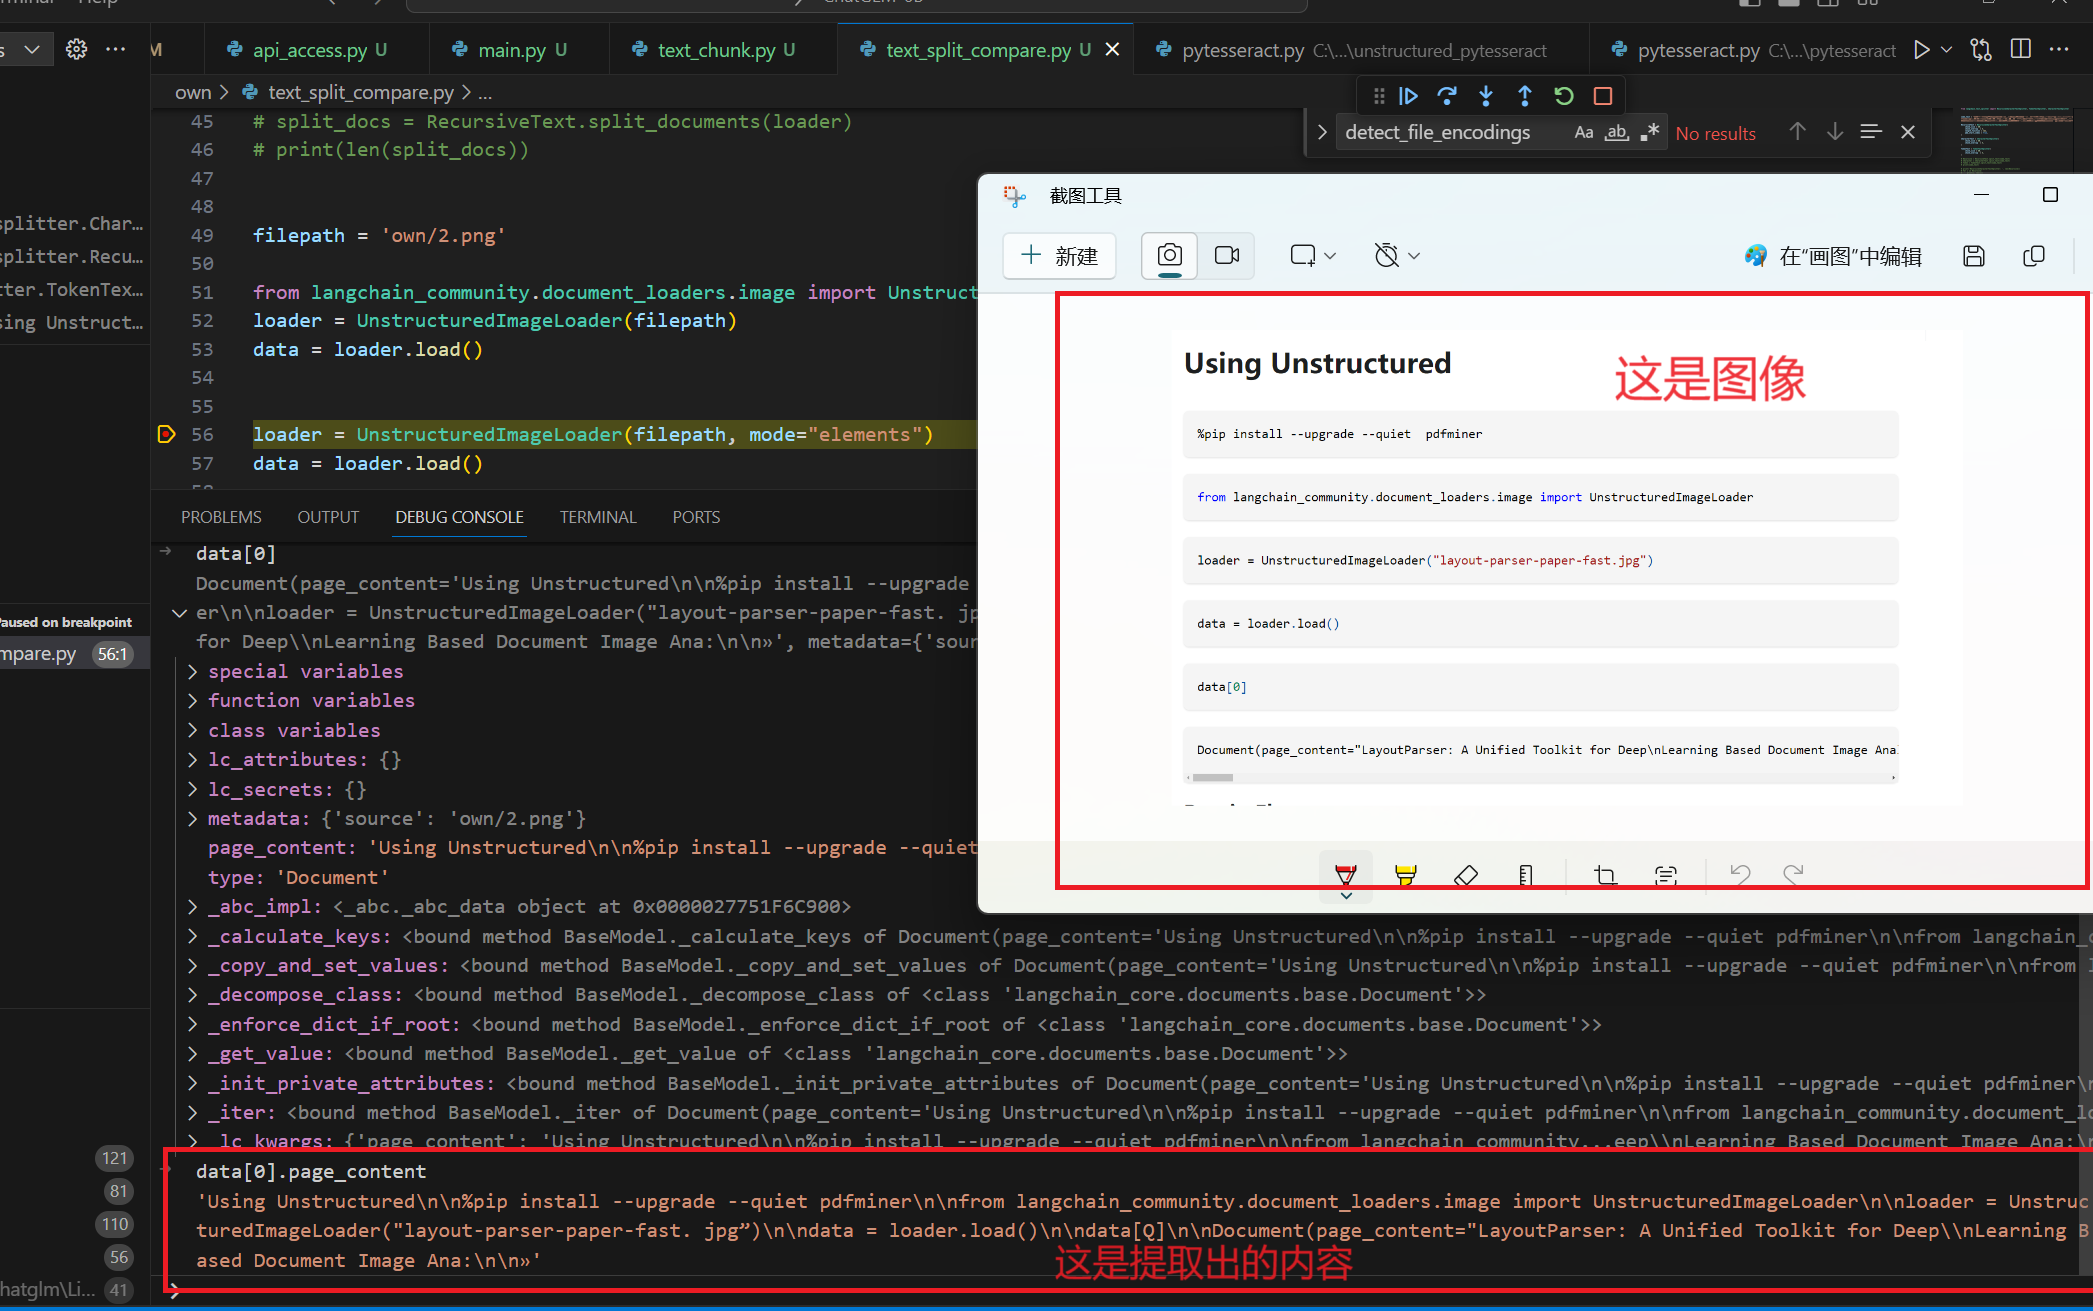 M
api_access.py U
main.py U
text_chunk.py U
text_split_compare.py U
pytesseract.py C:\...\unstructured_pytesseract
pytesseract.py C:\...\pytesseract
own > text_split_compare.py > ...
detect_file_encodings
Aa ab .* No results
45 # split_docs = RecursiveText.split_documents(loader)
46 # print(len(split_docs))
47
48
49 filepath = 'own/2.png'
50
51 from langchain_community.document_loaders.image import Unstruct
52 loader = UnstructuredImageLoader(filepath)
53 data = loader.load()
54
55
56 loader = UnstructuredImageLoader(filepath, mode="elements")
57 data = loader.load()
splitter.Char...
splitter.Recu...
tter.TokenTex...
sing Unstruct...
Paused on breakpoint
mpare.py 56:1
121
81
110
56
hatglm\Li... 41
截图工具
新建
在“画图”中编辑
Using Unstructured
这是图像
%pip install --upgrade --quiet  pdfminer
from langchain_community.document_loaders.image import UnstructuredImageLoader
loader = UnstructuredImageLoader("layout-parser-paper-fast.jpg")
data = loader.load()
data[0]
Document(page_content="LayoutParser: A Unified Toolkit for Deep\nLearning Based Document Image Ana
PROBLEMS OUTPUT DEBUG CONSOLE TERMINAL PORTS
data[0]
Document(page_content='Using Unstructured\n\n%pip install --upgrade
er\n\nloader = UnstructuredImageLoader("layout-parser-paper-fast. jp
for Deep\\nLearning Based Document Image Ana:\n\n»', metadata={'sour
special variables
function variables
class variables
lc_attributes: {}
lc_secrets: {}
metadata: {'source': 'own/2.png'}
page_content: 'Using Unstructured\n\n%pip install --upgrade --quiet
type: 'Document'
_abc_impl: <_abc._abc_data object at 0x0000027751F6C900>
_calculate_keys: <bound method BaseModel._calculate_keys of Document(page_content='Using Unstructured\n\n%pip install --upgrade --quiet pdfminer\n\nfrom langchain_c
_copy_and_set_values: <bound method BaseModel._copy_and_set_values of Document(page_content='Using Unstructured\n\n%pip install --upgrade --quiet pdfminer\n\nfrom l
_decompose_class: <bound method BaseModel._decompose_class of <class 'langchain_core.documents.base.Document'>>
_enforce_dict_if_root: <bound method BaseModel._enforce_dict_if_root of <class 'langchain_core.documents.base.Document'>>
_get_value: <bound method BaseModel._get_value of <class 'langchain_core.documents.base.Document'>>
_init_private_attributes: <bound method BaseModel._init_private_attributes of Document(page_content='Using Unstructured\n\n%pip install --upgrade --quiet pdfminer\n
_iter: <bound method BaseModel._iter of Document(page_content='Using Unstructured\n\n%pip install --upgrade --quiet pdfminer\n\nfrom langchain_community.document_lo
_lc_kwargs: {'page_content': 'Using Unstructured\n\n%pip install --upgrade --quiet pdfminer\n\nfrom langchain_community...eep\\nLearning Based Document Image Ana:\n
data[0].page_content
'Using Unstructured\n\n%pip install --upgrade --quiet pdfminer\n\nfrom langchain_community.document_loaders.image import UnstructuredImageLoader\n\nloader = Unstruc
turedImageLoader("layout-parser-paper-fast. jpg”)\n\ndata = loader.load()\n\ndata[Q]\n\nDocument(page_content="LayoutParser: A Unified Toolkit for Deep\\nLearning B
ased Document Image Ana:\n\n»'
这是提取出的内容